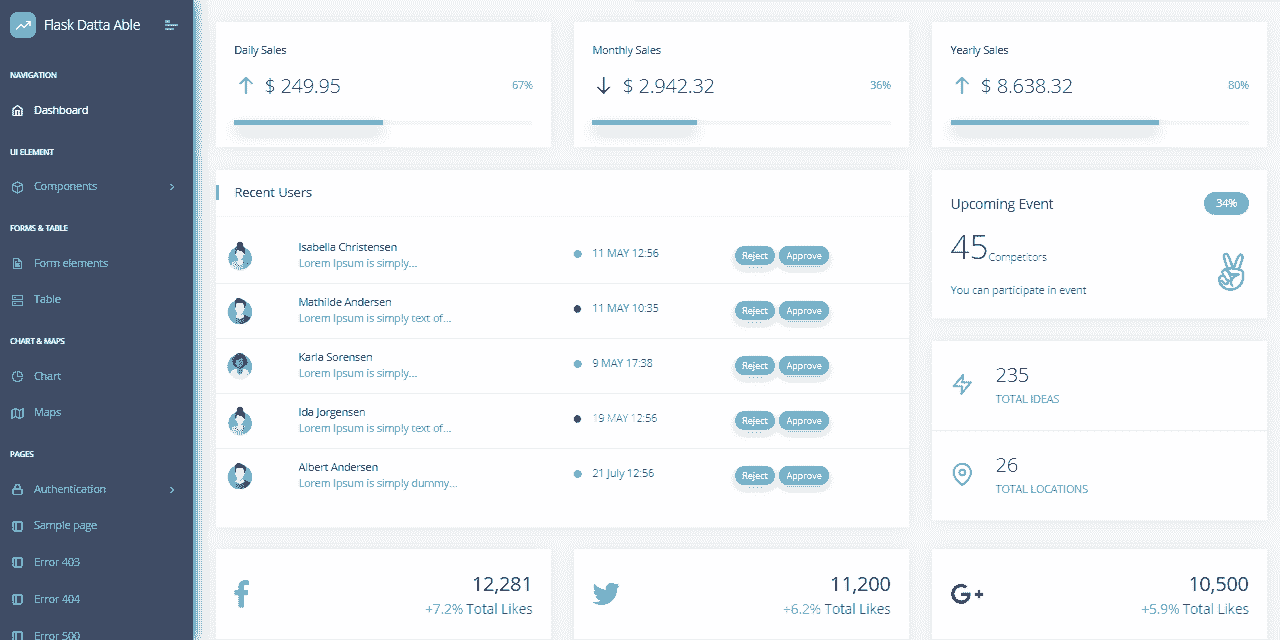 Flask Datta Able
NAVIGATION
Dashboard
UI ELEMENT
Components
FORMS & TABLE
Form elements
Table
CHART & MAPS
Chart
Maps
PAGES
Authentication
Sample page
Error 403
Error 404
Error 500
Daily Sales
$ 249.95 67%
Monthly Sales
$ 2.942.32 36%
Yearly Sales
$ 8.638.32 80%
Recent Users
Isabella Christensen
Lorem Ipsum is simply...
11 MAY 12:56 Reject Approve
Mathilde Andersen
Lorem Ipsum is simply text of...
11 MAY 10:35 Reject Approve
Karla Sorensen
Lorem Ipsum is simply...
9 MAY 17:38 Reject Approve
Ida Jorgensen
Lorem Ipsum is simply text of...
19 MAY 12:56 Reject Approve
Albert Andersen
Lorem Ipsum is simply dummy...
21 July 12:56 Reject Approve
Upcoming Event 34%
45 Competitors
You can participate in event
235
TOTAL IDEAS
26
TOTAL LOCATIONS
12,281
+7.2% Total Likes
11,200
+6.2% Total Likes
G+ 10,500
+5.9% Total Likes